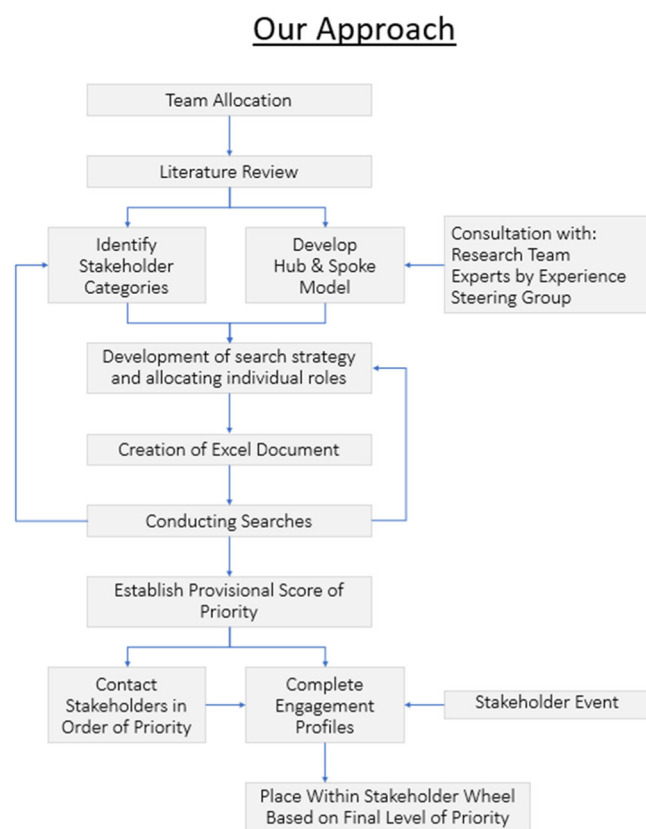 Our Approach
Team Allocation
Literature Review
Identify
Stakeholder
Categories
Develop
Hub & Spoke
Model
Consultation with:
Research Team
Experts by Experience
Steering Group
Development of search strategy
and allocating individual roles
Creation of Excel Document
Conducting Searches
Establish Provisional Score of
Priority
Contact
Stakeholders in
Order of Priority
Complete
Engagement
Profiles
Stakeholder Event
Place Within Stakeholder Wheel
Based on Final Level of Priority